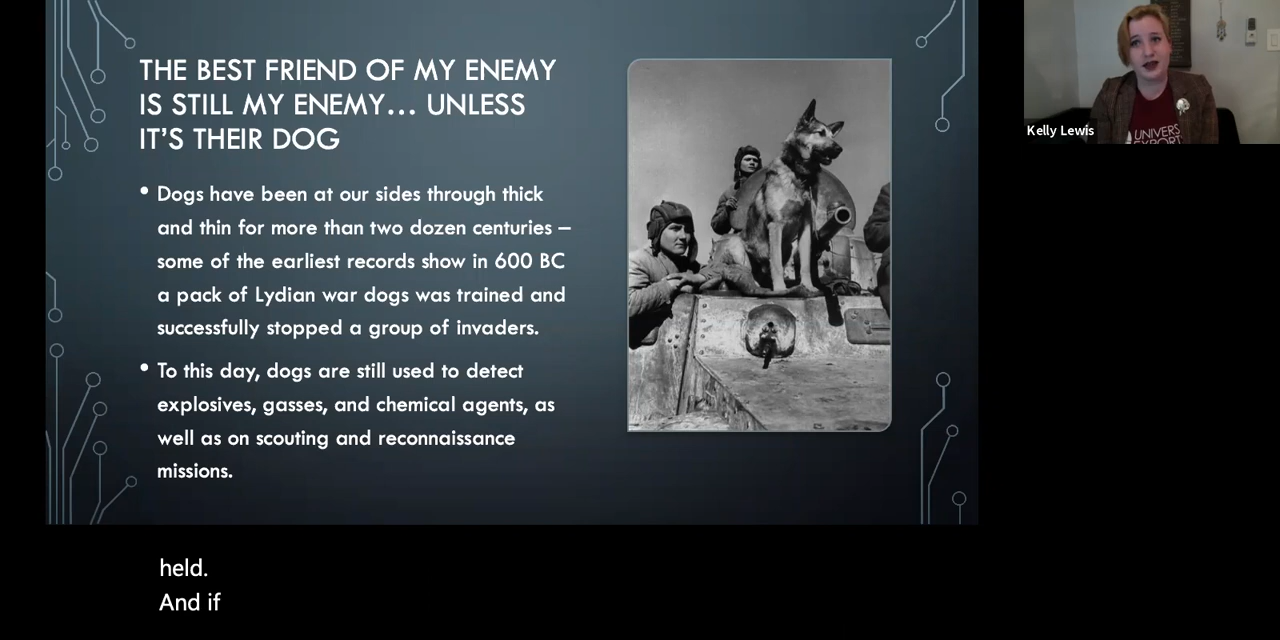 THE BEST FRIEND OF MY ENEMY
IS STILL MY ENEMY... UNLESS
IT'S THEIR DOG
• Dogs have been at our sides through thick
and thin for more than two dozen centuries –
some of the earliest records show in 600 BC
a pack of Lydian war dogs was trained and
successfully stopped a group of invaders.
• To this day, dogs are still used to detect
explosives, gasses, and chemical agents, as
well as on scouting and reconnaissance
missions.
Kelly Lewis
held.
And if